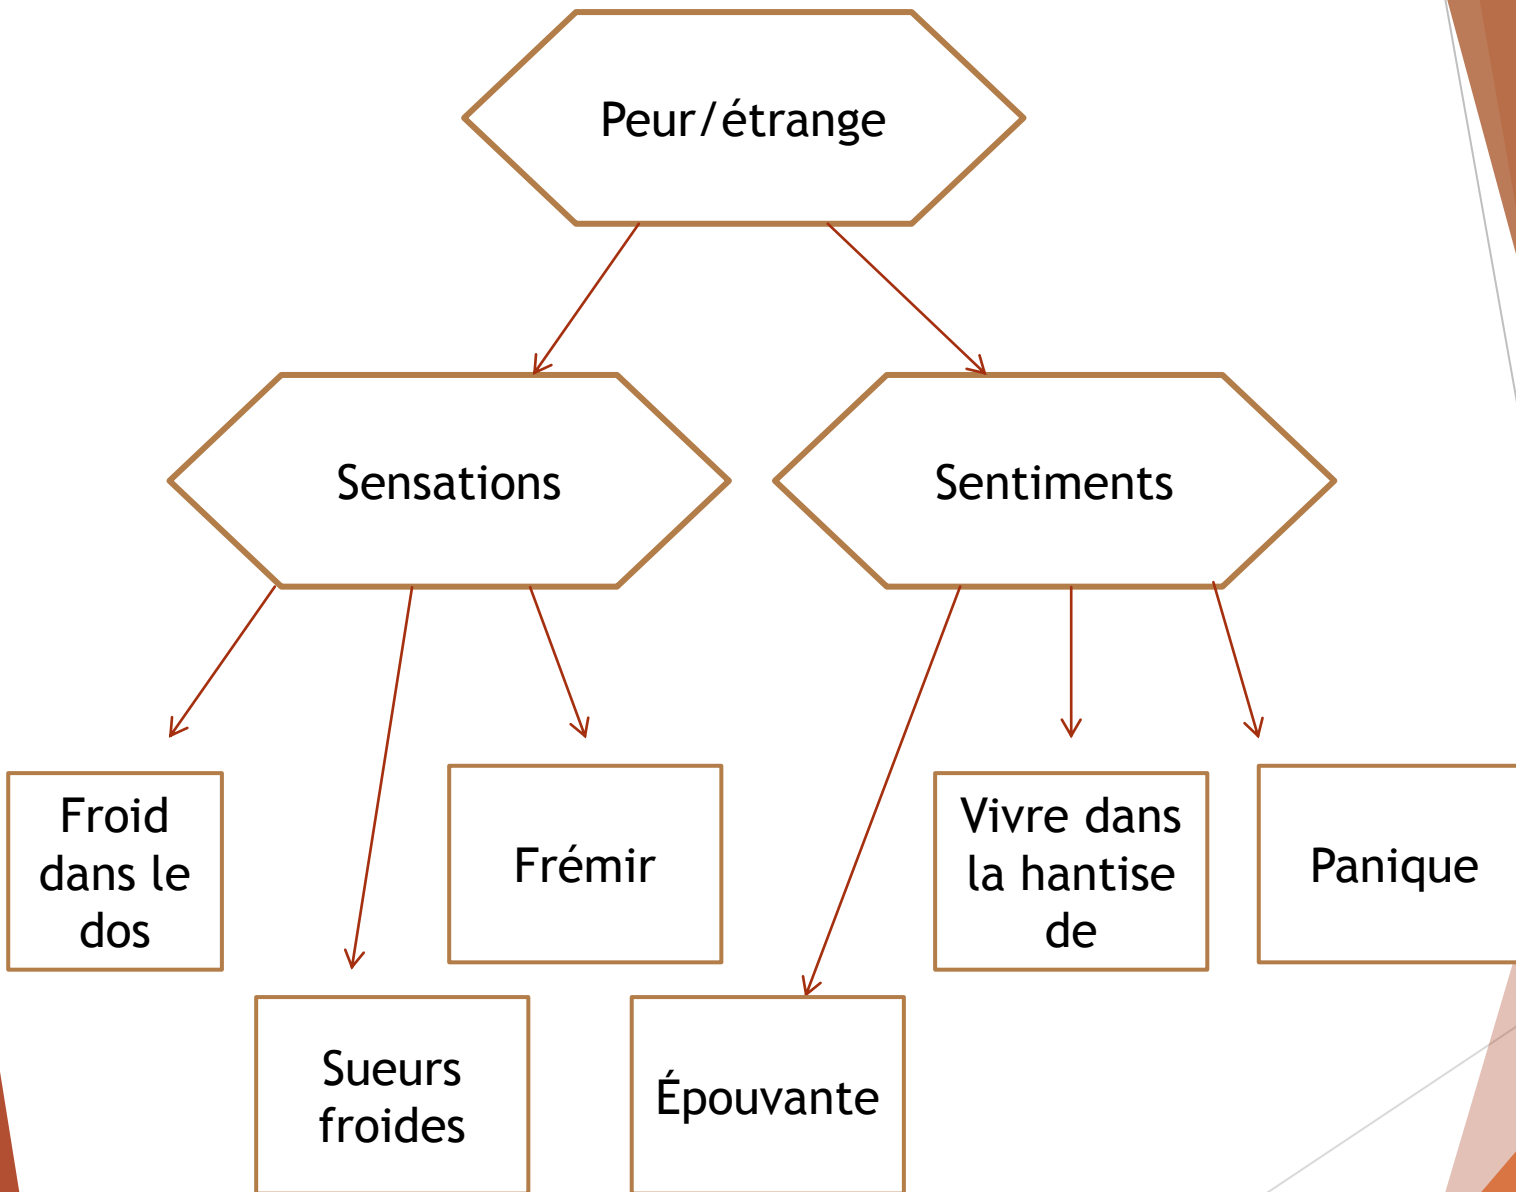 Peur/étrange
Sensations
Sentiments
Froid
dans le
dos
Sueurs
froides
Frémir
Épouvante
Vivre dans
la hantise
de
Panique